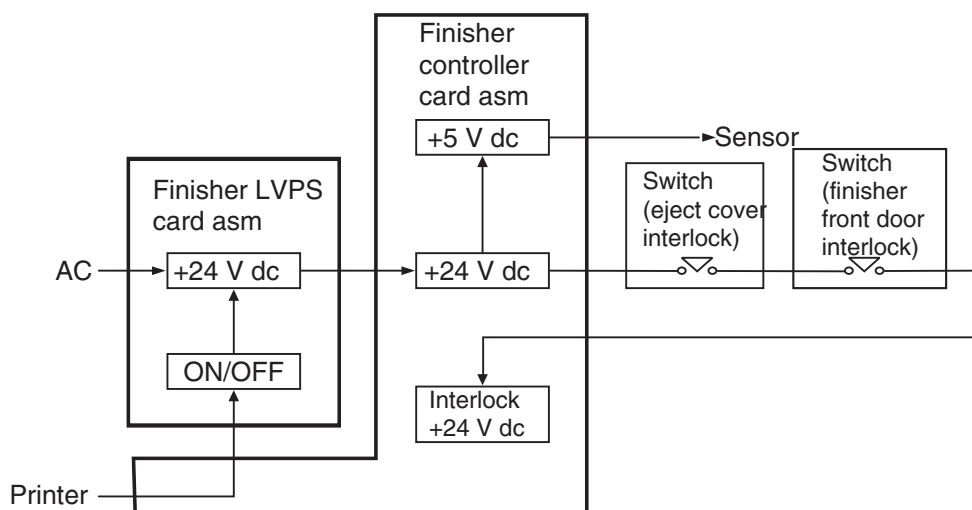 Finisher
controller
card asm
+5 V dc
Sensor
Finisher LVPS
card asm
Switch
(eject cover
interlock)
Switch
(finisher
front door
interlock)
AC
+24 V dc
+24 V dc
ON/OFF
Interlock
+24 V dc
Printer